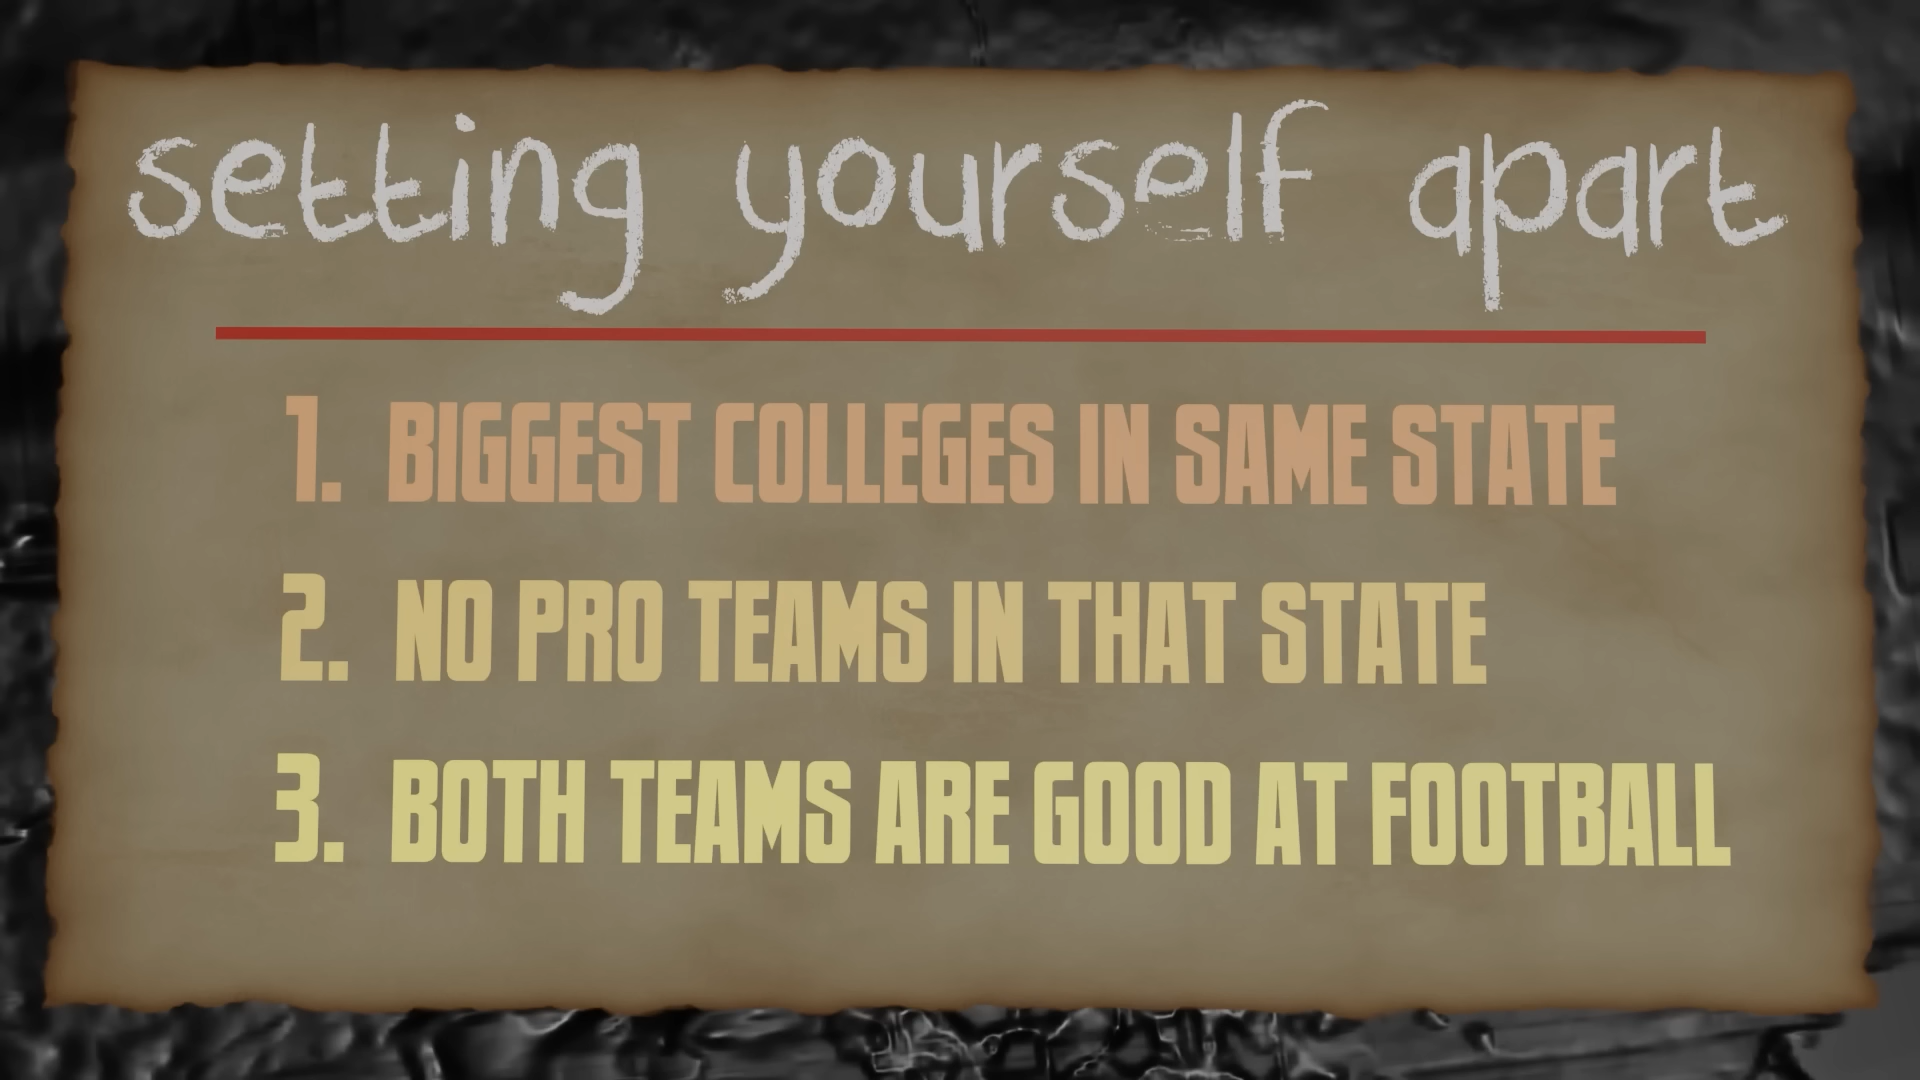 setting yourself apart
1. BIGGEST COLLEGES IN SAME STATE
2. NO PRO TEAMS IN THAT STATE
3. BOTH TEAMS ARE GOOD AT FOOTBALL